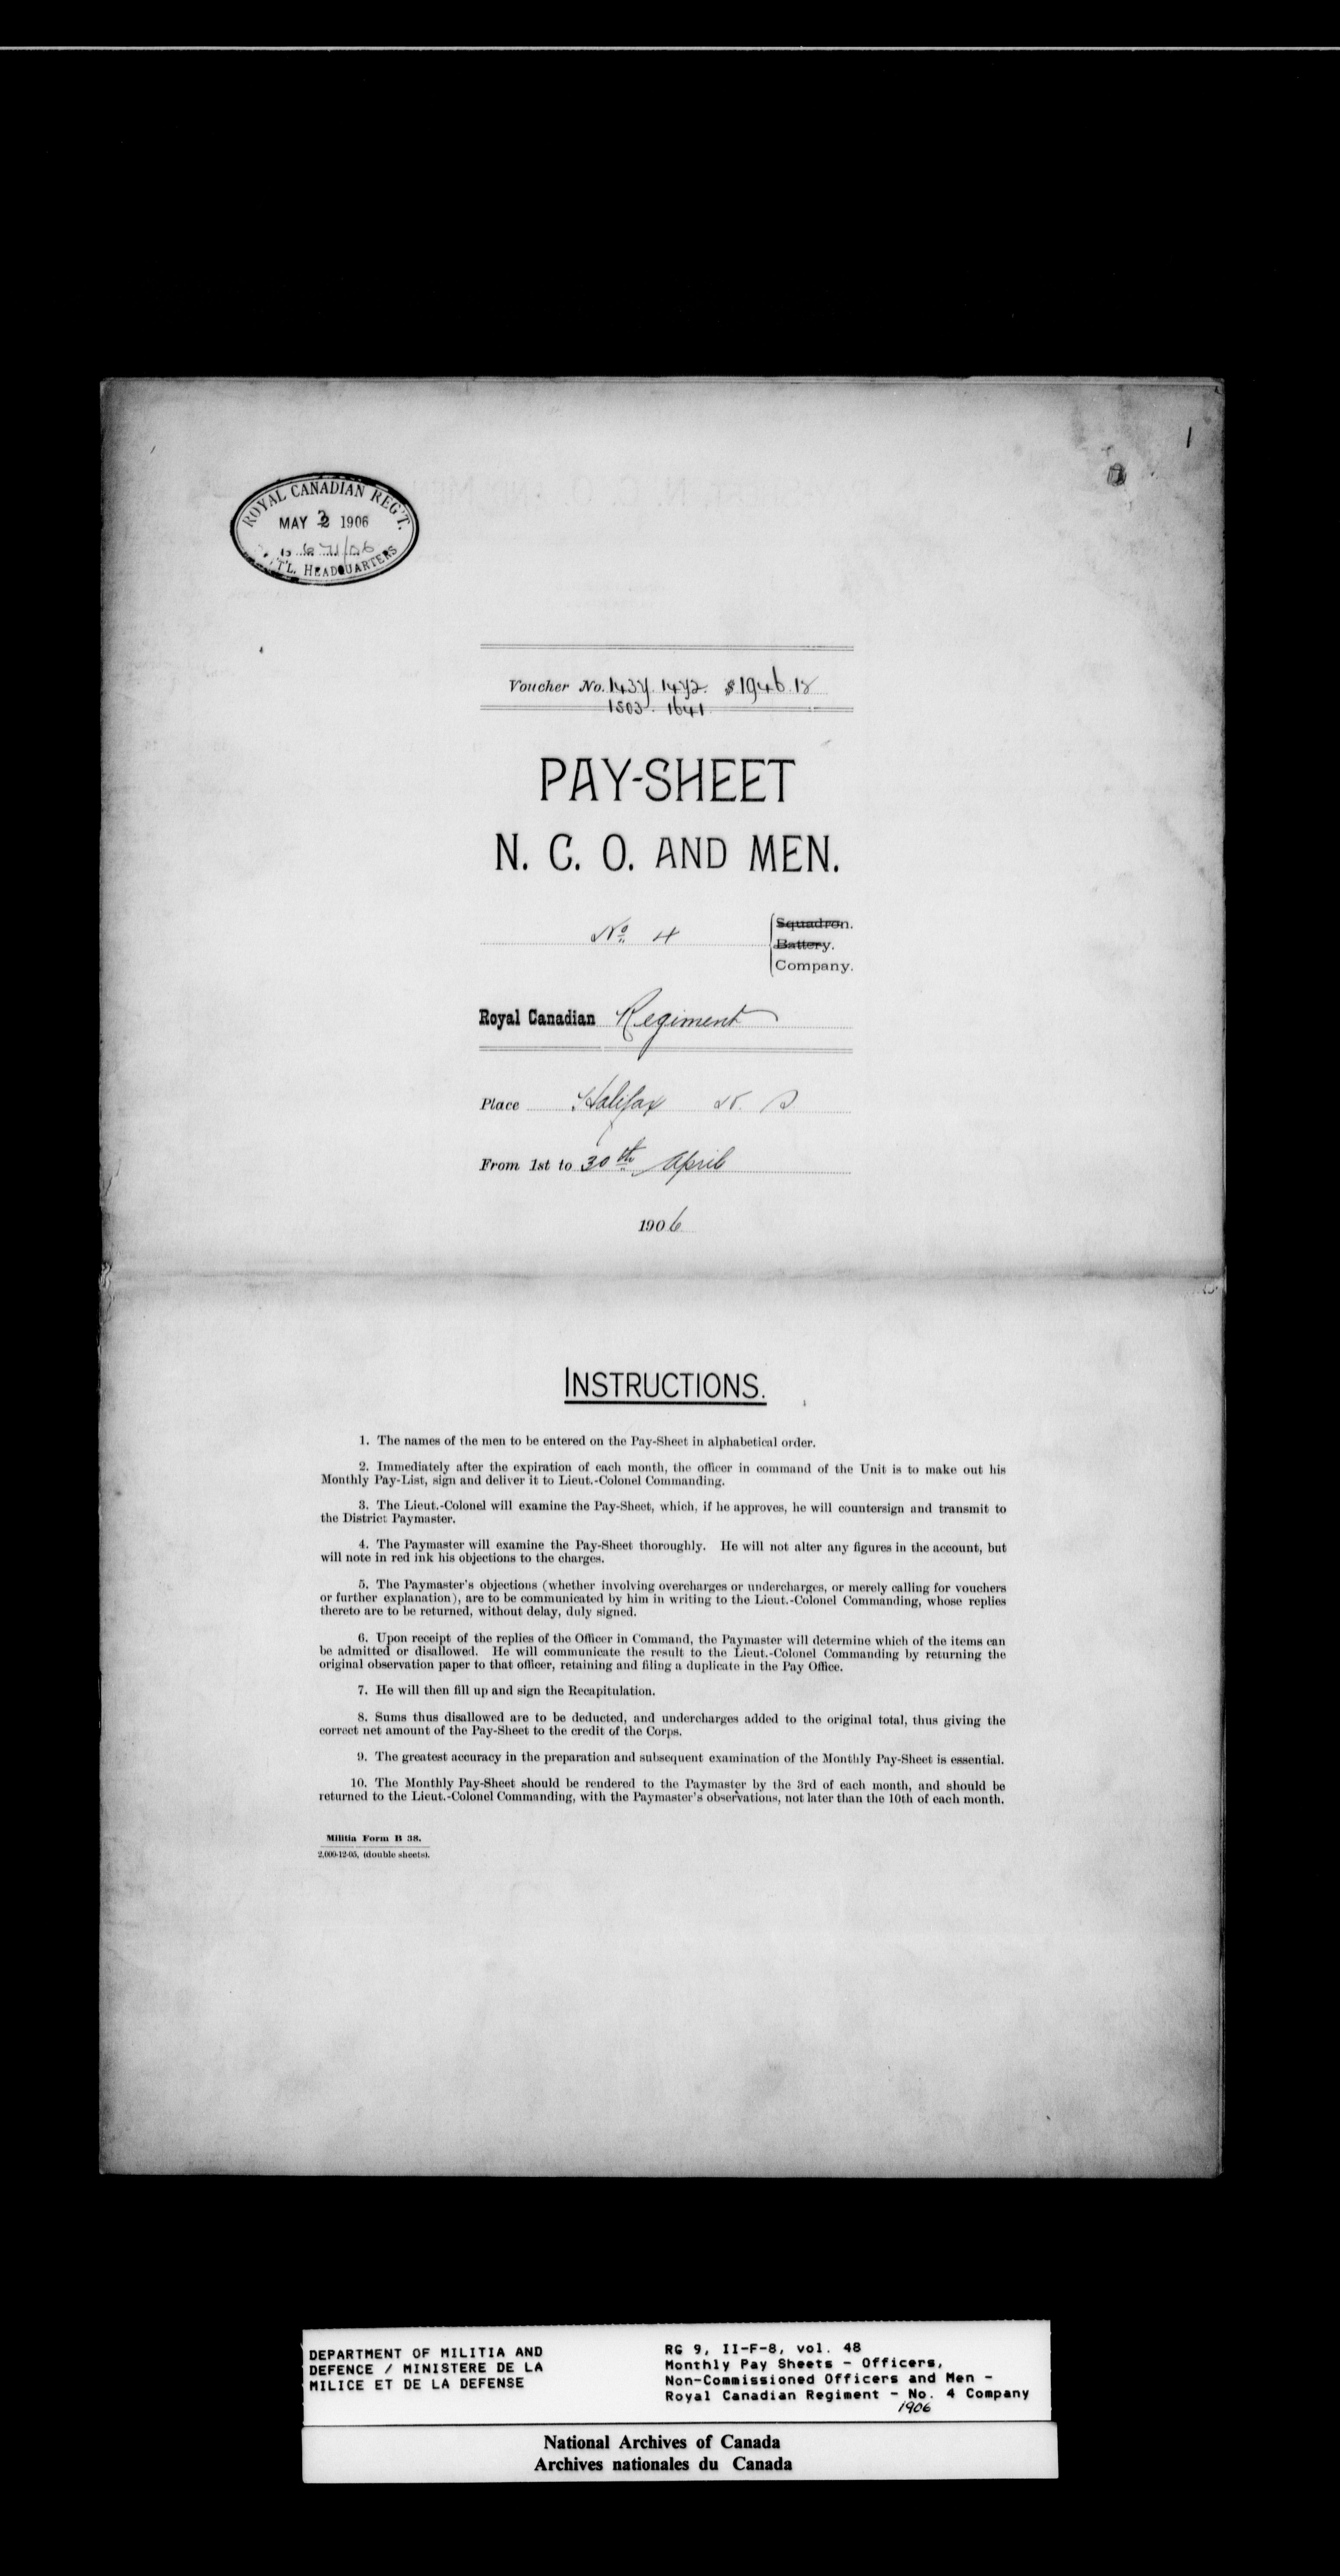 1
ROYAL CANADIAN REG'T.
MAY 1906
T'L. HEADQUARTERS
Voucher No. 1437. 1472. $1946.18
1503. 1641
PAY-SHEET
N. C. O. AND MEN.
Squadron.
No 4 Battery.
Company.
Royal Canadian Regiment
Place Halifax N. S
From 1st to 30th April
1906
INSTRUCTIONS.
1. The names of the men to be entered on the Pay-Sheet in alphabetical order.
2. Immediately after the expiration of each month, the officer in command of the Unit is to make out his
Monthly Pay-List, sign and deliver it to Lieut.-Colonel Commanding.
3. The Lieut.-Colonel will examine the Pay-Sheet, which, if he approves, he will countersign and transmit to
the District Paymaster.
4. The Paymaster will examine the Pay-Sheet thoroughly. He will not alter any figures in the account, but
will note in red ink his objections to the charges.
5. The Paymaster's objections (whether involving overcharges or undercharges, or merely calling for vouchers
or further explanation), are to be communicated by him in writing to the Lieut.-Colonel Commanding, whose replies
thereto are to be returned, without delay, duly signed.
6. Upon receipt of the replies of the Officer in Command, the Paymaster will determine which of the items can
be admitted or disallowed. He will communicate the result to the Lieut.-Colonel Commanding by returning the
original observation paper to that officer, retaining and filing a duplicate in the Pay Office.
7. He will then fill up and sign the Recapitulation.
8. Sums thus disallowed are to be deducted, and undercharges added to the original total, thus giving the
correct net amount of the Pay-Sheet to the credit of the Corps.
9. The greatest accuracy in the preparation and subsequent examination of the Monthly Pay-Sheet is essential.
10. The Monthly Pay-Sheet should be rendered to the Paymaster by the 3rd of each month, and should be
returned to the Lieut.-Colonel Commanding, with the Paymaster's observations, not later than the 10th of each month.
Militia Form B 38.
2,000-12-05, (double sheets).
DEPARTMENT OF MILITIA AND
DEFENCE / MINISTERE DE LA
MILICE ET DE LA DEFENSE
RG 9, II-F-8, vol. 48
Monthly Pay Sheets - Officers,
Non-Commissioned Officers and Men -
Royal Canadian Regiment - No. 4 Company
1906
National Archives of Canada
Archives nationales du Canada